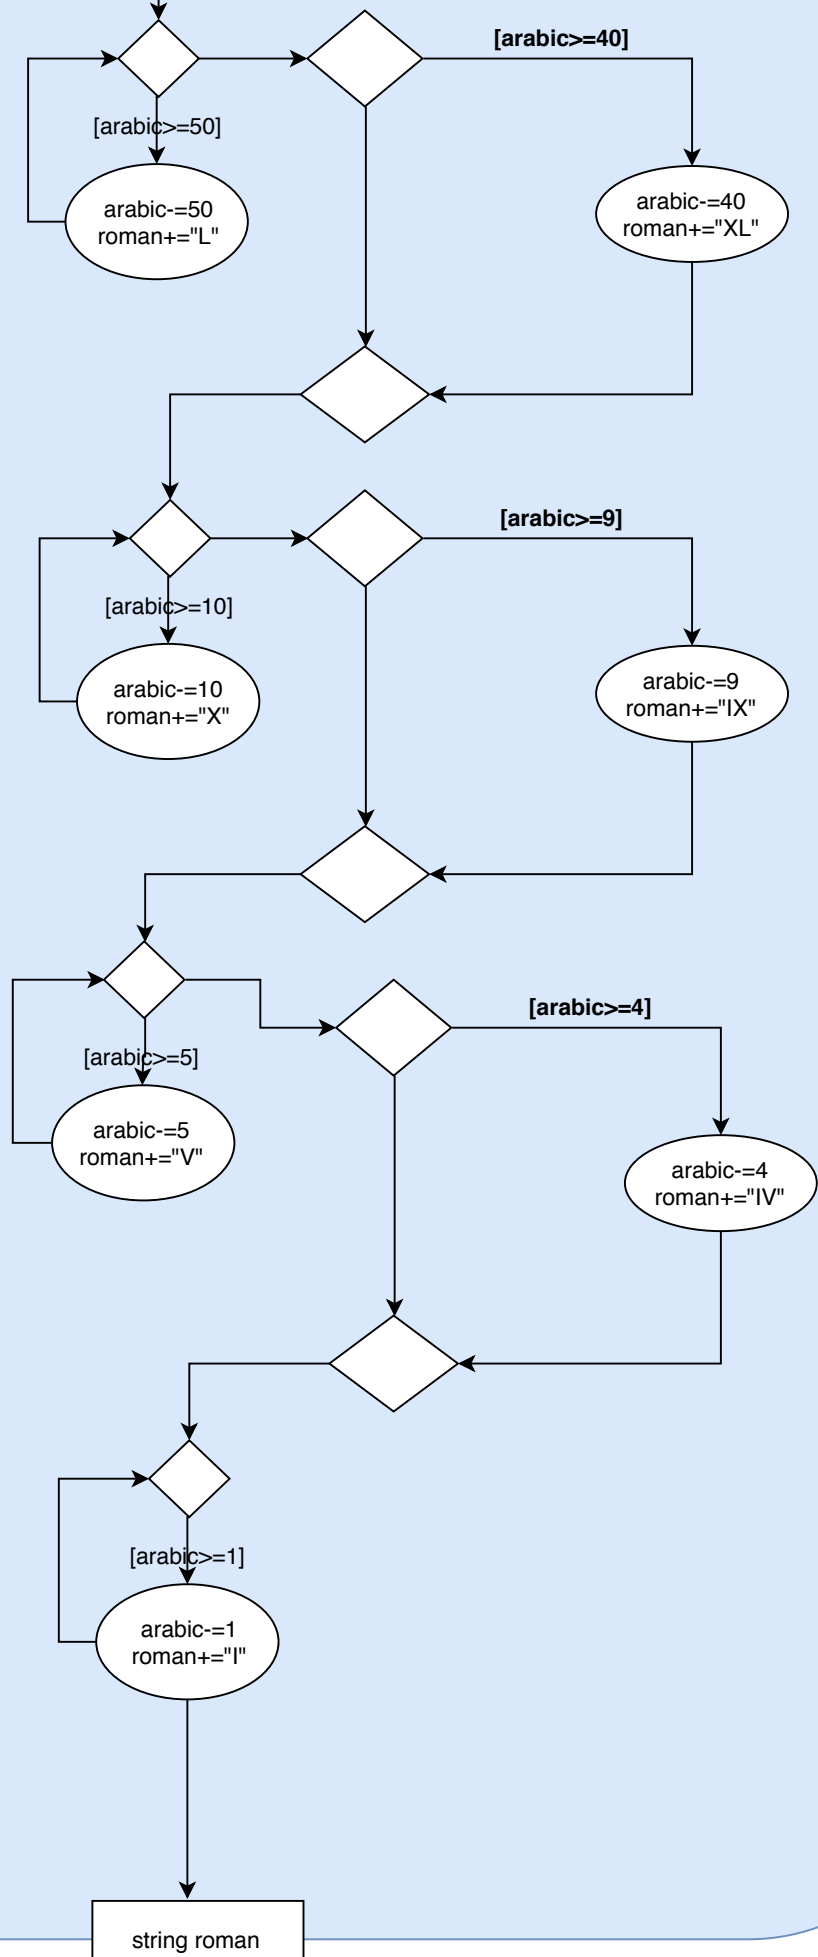 [arabic>=40]
[arabic>=50]
arabic-=50
roman+="L"
arabic-=40
roman+="XL"
[arabic>=9]
[arabic>=10]
arabic-=10
roman+="X"
arabic-=9
roman+="IX"
[arabic>=4]
[arabic>=5]
arabic-=5
roman+="V"
arabic-=4
roman+="IV"
[arabic>=1]
arabic-=1
roman+="I"
string roman